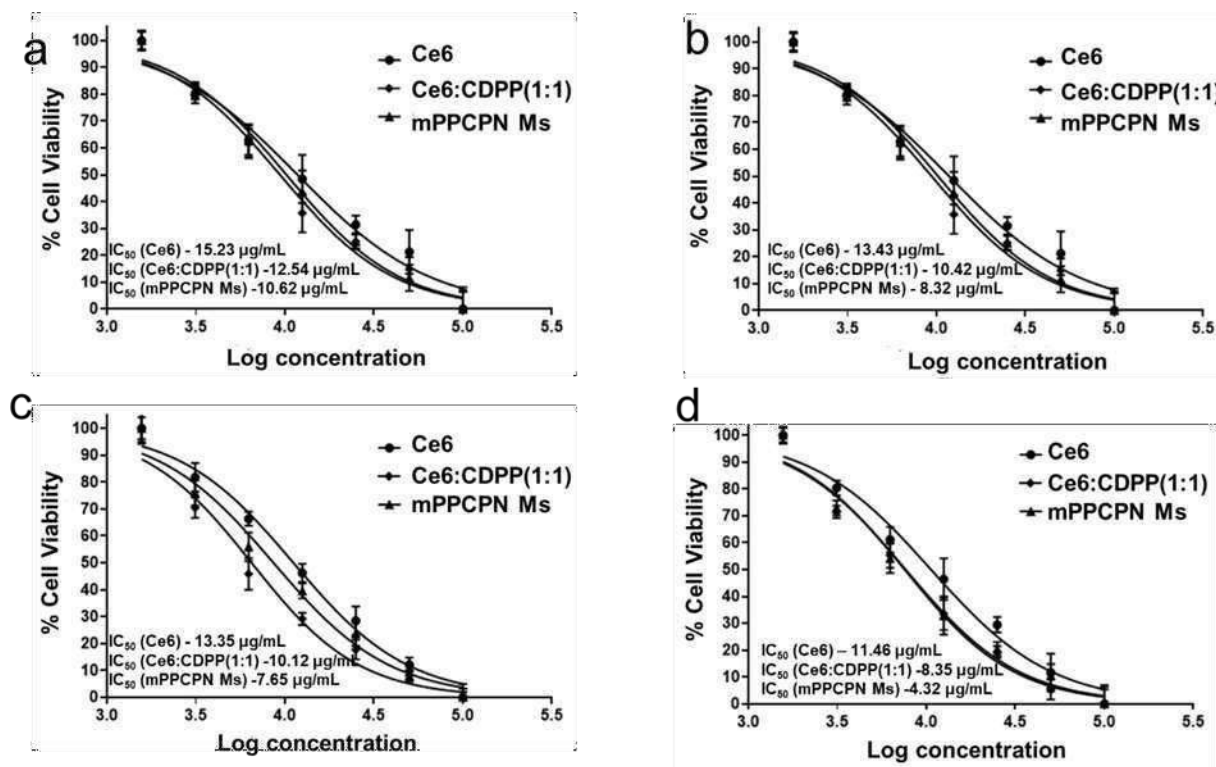 a
100
90
80
70
60
50
40
30
20
10
0
% Cell Viability
Ce6
Ce6:CDPP(1:1)
mPPCPN Ms
IC50 (Ce6) - 15.23 µg/mL
IC50 (Ce6:CDPP(1:1) -12.54 µg/mL
IC50 (mPPCPN Ms) -10.62 µg/mL
3.0 3.5 4.0 4.5 5.0 5.5
Log concentration
b
100
90
80
70
60
50
40
30
20
10
0
% Cell Viability
Ce6
Ce6:CDPP(1:1)
mPPCPN Ms
IC50 (Ce6) - 13.43 µg/mL
IC50 (Ce6:CDPP(1:1) - 10.42 µg/mL
IC50 (mPPCPN Ms) - 8.32 µg/mL
3.0 3.5 4.0 4.5 5.0 5.5
Log concentration
c
100
90
80
70
60
50
40
30
20
10
0
% Cell Viability
Ce6
Ce6:CDPP(1:1)
mPPCPN Ms
IC50 (Ce6) - 13.35 µg/mL
IC50 (Ce6:CDPP(1:1) -10.12 µg/mL
IC50 (mPPCPN Ms) -7.65 µg/mL
3.0 3.5 4.0 4.5 5.0 5.5
Log concentration
d
100
90
80
70
60
50
40
30
20
10
0
% Cell Viability
Ce6
Ce6:CDPP(1:1)
mPPCPN Ms
IC50 (Ce6) – 11.46 µg/mL
IC50 (Ce6:CDPP(1:1) -8.35 µg/mL
IC50 (mPPCPN Ms) -4.32 µg/mL
3.0 3.5 4.0 4.5 5.0 5.5
Log concentration